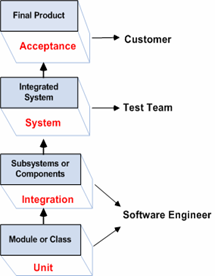 Final Product
Acceptance
Customer
Integrated
System
System
Test Team
Subsystems or
Components
Integration
Software Engineer
Module or Class
Unit